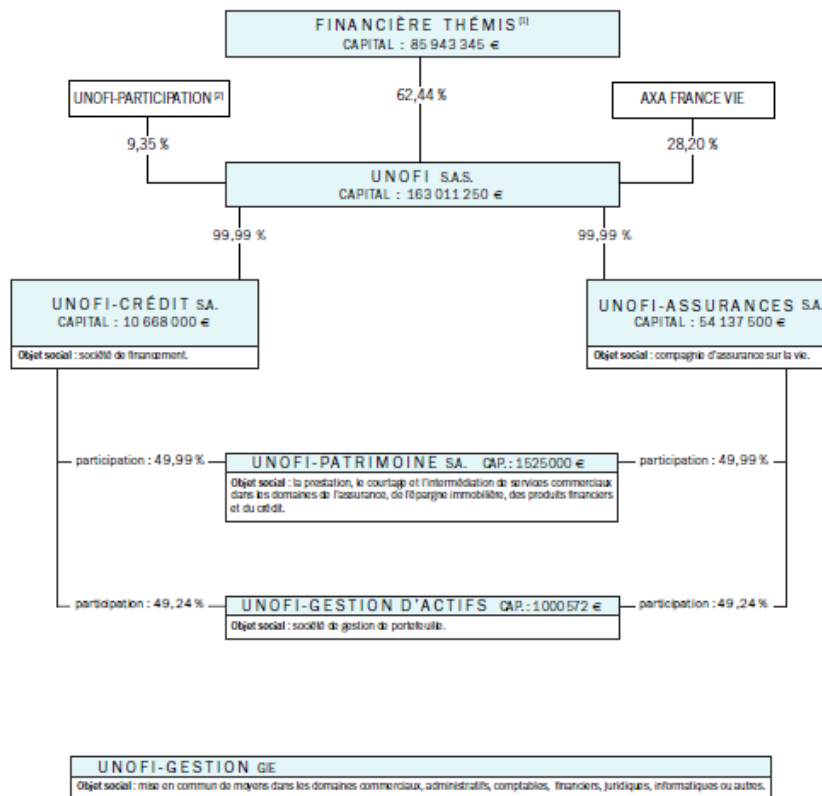 FINANCIÈRE THÉMIS [1]
CAPITAL : 85 943 345 €
UNOFI-PARTICIPATION [2]
62,44 %
AXA FRANCE VIE
9,35 %
28,20 %
UNOFI S.A.S.
CAPITAL : 163 011 250 €
99,99 %
99,99 %
UNOFI-CRÉDIT S.A.
CAPITAL : 10 668 000 €
Objet social : société de financement.
UNOFI-ASSURANCES S.A.
CAPITAL : 54 137 500 €
Objet social : compagnie d'assurance sur la vie.
participation : 49,99 %
UNOFI-PATRIMOINE S.A. CAP. : 1 525 000 €
participation : 49,99 %
Objet social : la prestation, le courtage et l'intermédiation de services commerciaux
dans les domaines de l'assurance, de l'épargne immobilière, des produits financiers
et du crédit.
participation : 49,24 %
UNOFI-GESTION D'ACTIFS CAP. : 1 000 572 €
participation : 49,24 %
Objet social : société de gestion de portefeuille.
UNOFI-GESTION GIE
Objet social : mise en commun de moyens dans les domaines commerciaux, administratifs, comptables, financiers, juridiques, informatiques ou autres.